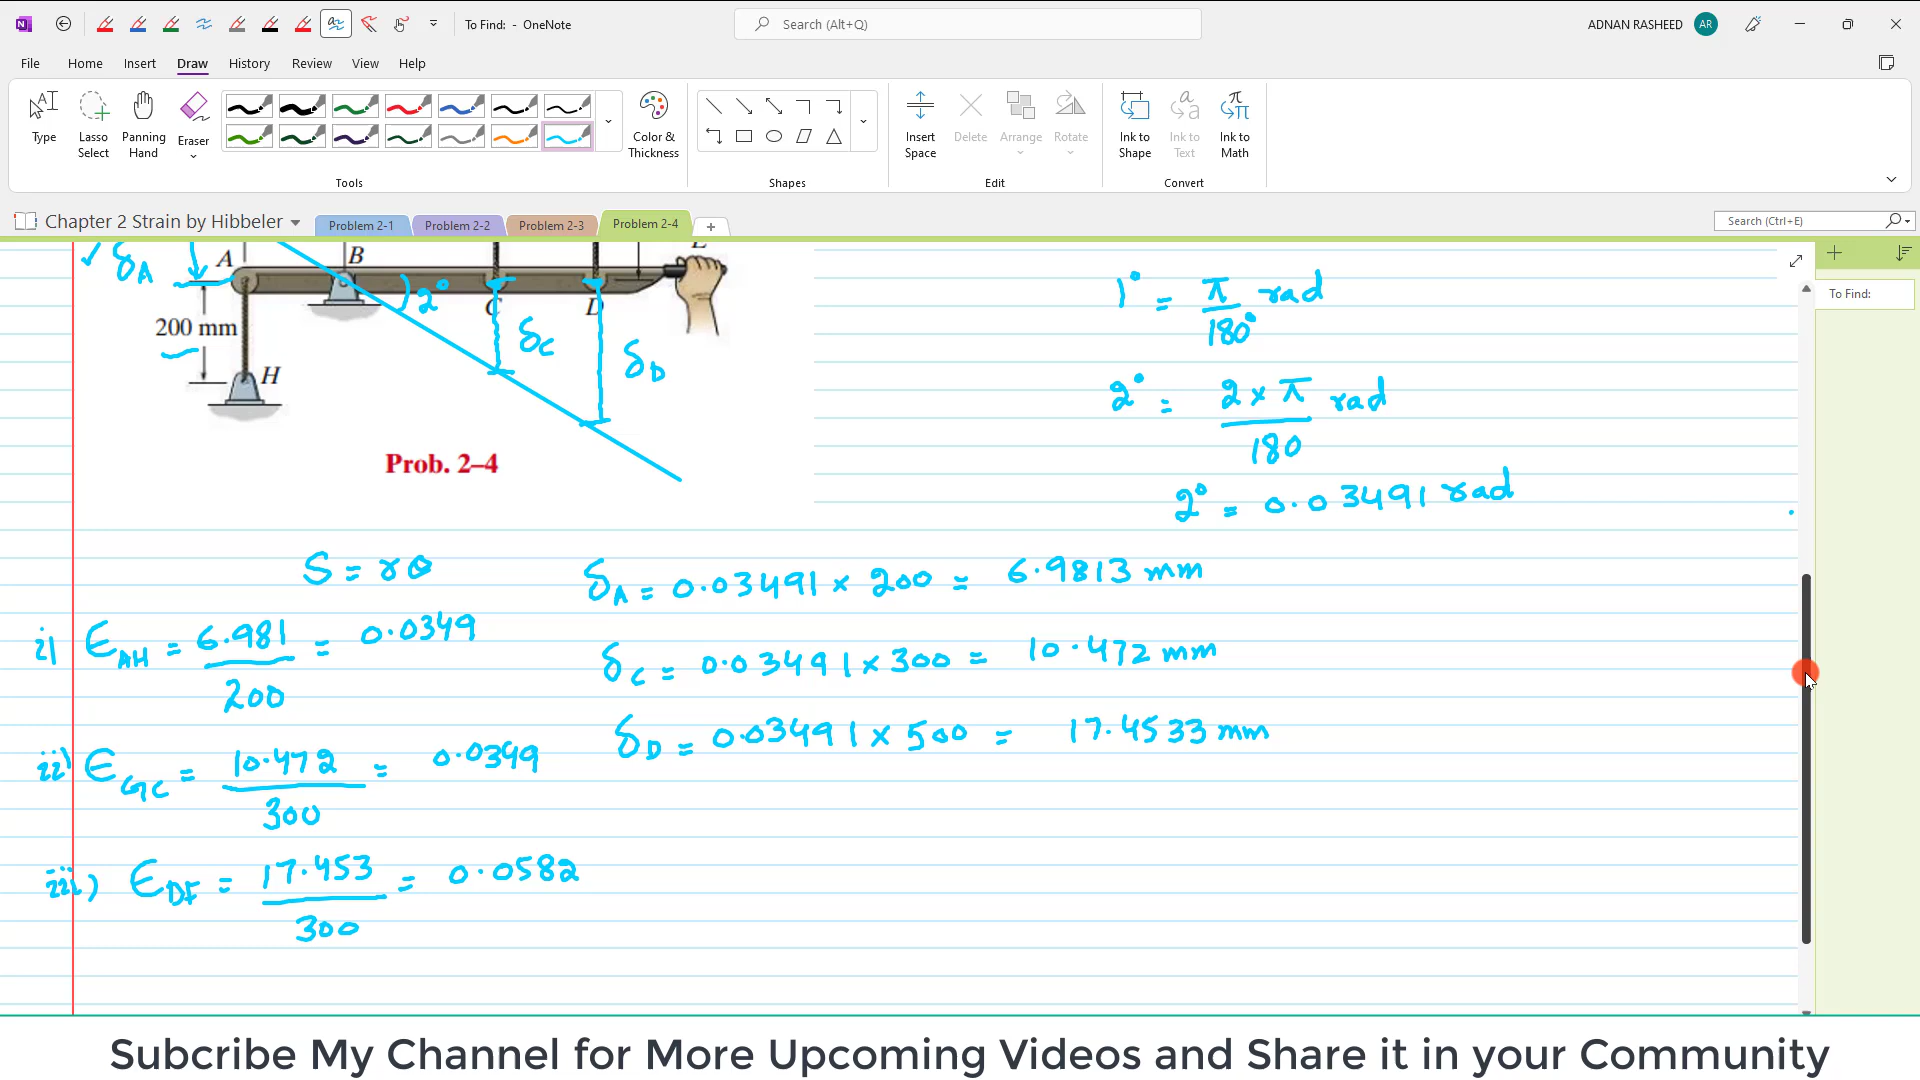 To Find: - OneNote
Search (Alt+Q)
ADNAN RASHEED AR
File Home Insert Draw History Review View Help
Type
Lasso Select
Panning Hand
Eraser
Color & Thickness
Insert Space
Delete
Arrange
Rotate
Ink to Shape
Ink to Text
Ink to Math
Tools Shapes Edit Convert
Chapter 2 Strain by Hibbeler
Problem 2-1 Problem 2-2 Problem 2-3 Problem 2-4 +
Search (Ctrl+E)
To Find:
δA A B
2° C D
200 mm
δC δD
H
Prob. 2–4
1° = π/180° rad
2° = 2 × π/180 rad
2° = 0.03491 rad
S = rθ
δA = 0.03491 × 200 = 6.9813 mm
i) ϵAH = 6.981/200 = 0.0349
δC = 0.03491 × 300 = 10.472 mm
δD = 0.03491 × 500 = 17.4533 mm
ii) ϵGC = 10.472/300 = 0.0349
iii) ϵDF = 17.453/300 = 0.0582
Subcribe My Channel for More Upcoming Videos and Share it in your Community